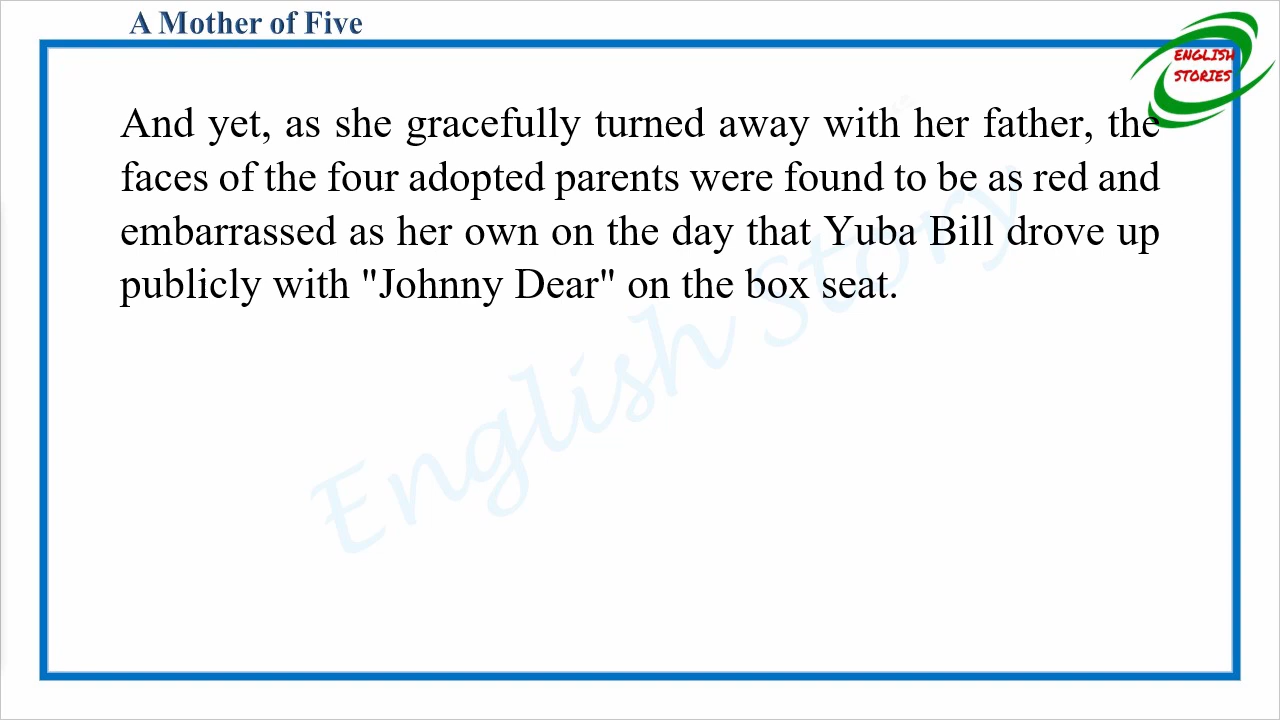 A Mother of Five
ENGLISH
STORIES
And yet, as she gracefully turned away with her father, the
faces of the four adopted parents were found to be as red and
embarrassed as her own on the day that Yuba Bill drove up
publicly with "Johnny Dear" on the box seat.
English Story